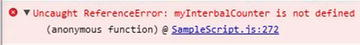 Uncaught ReferenceError: myInterbalCounter is not defined
(anonymous function) @ SampleScript.js:272